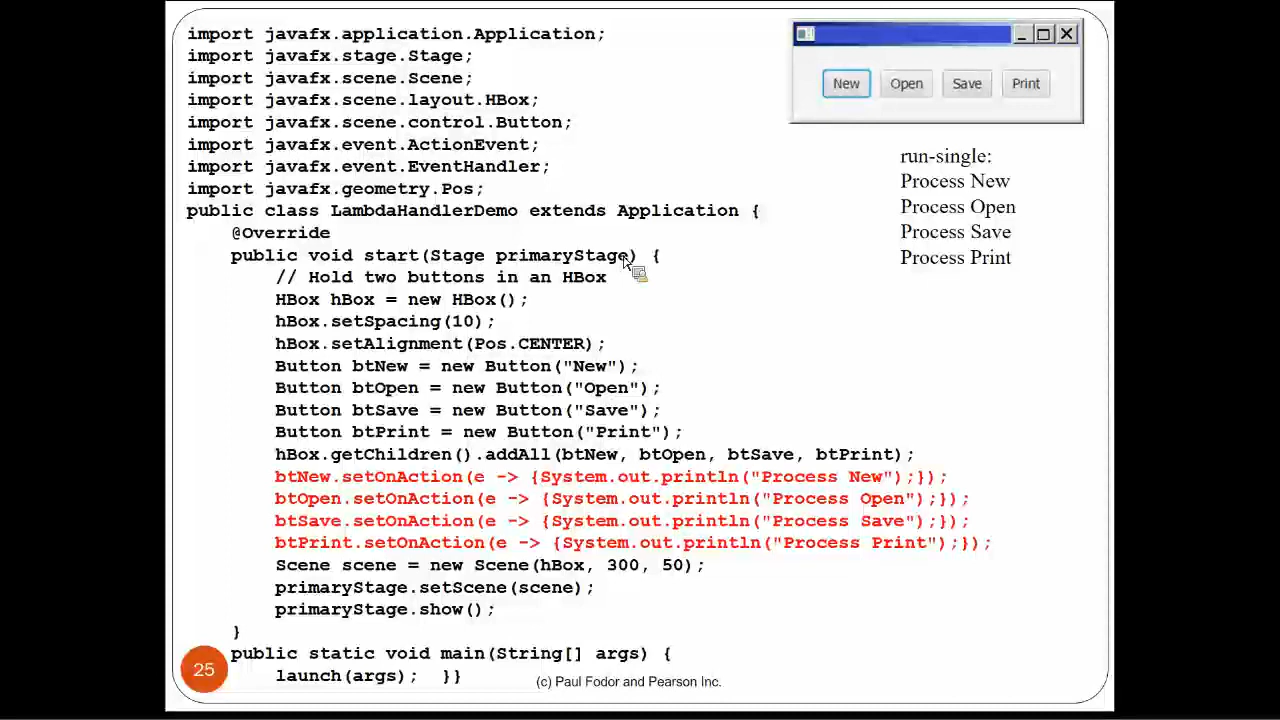 import javafx.application.Application;
import javafx.stage.Stage;
import javafx.scene.Scene;
import javafx.scene.layout.HBox;
import javafx.scene.control.Button;
import javafx.event.ActionEvent;
import javafx.event.EventHandler;
import javafx.geometry.Pos;
public class LambdaHandlerDemo extends Application {
@Override
public void start(Stage primaryStage) {
// Hold two buttons in an HBox
HBox hBox = new HBox();
hBox.setSpacing(10);
hBox.setAlignment(Pos.CENTER);
Button btNew = new Button("New");
Button btOpen = new Button("Open");
Button btSave = new Button("Save");
Button btPrint = new Button("Print");
hBox.getChildren().addAll(btNew, btOpen, btSave, btPrint);
btNew.setOnAction(e -> {System.out.println("Process New");});
btOpen.setOnAction(e -> {System.out.println("Process Open");});
btSave.setOnAction(e -> {System.out.println("Process Save");});
btPrint.setOnAction(e -> {System.out.println("Process Print");});
Scene scene = new Scene(hBox, 300, 50);
primaryStage.setScene(scene);
primaryStage.show();
}
public static void main(String[] args) {
launch(args); }}
New Open Save Print
run-single:
Process New
Process Open
Process Save
Process Print
25
(c) Paul Fodor and Pearson Inc.